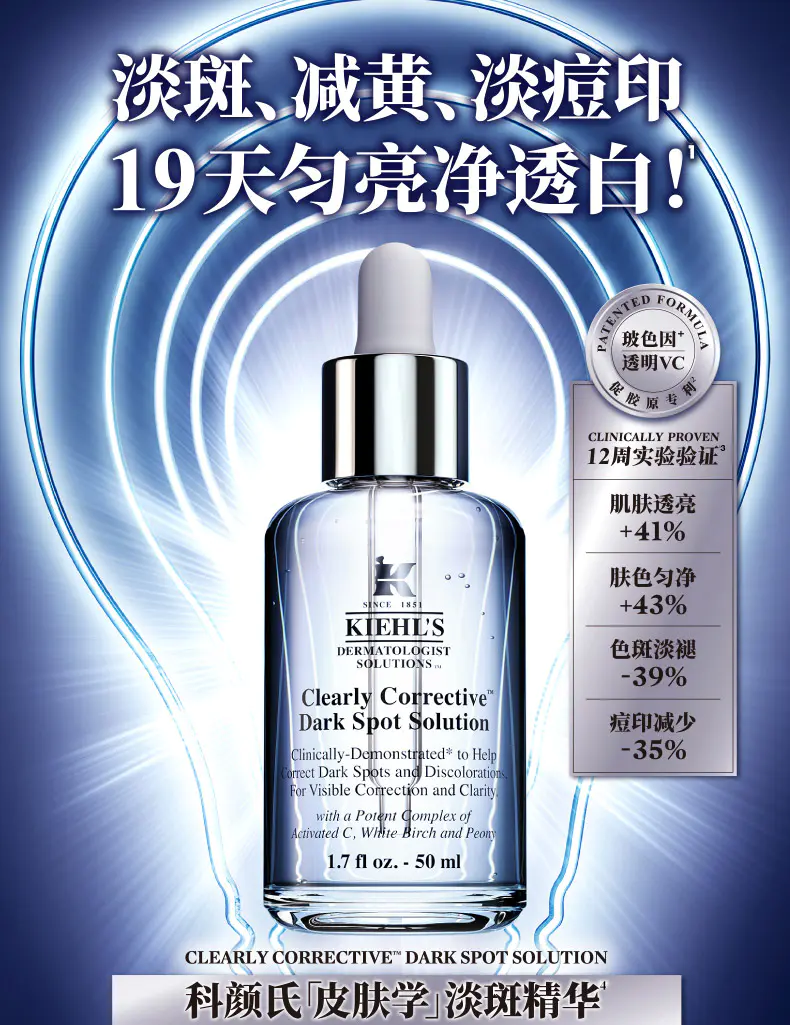 淡斑、减黄、淡痘印
19天匀亮净透白!¹
PATENTED FORMULA
玻色因⁺
透明VC
促胶原专利²
CLINICALLY PROVEN
12周实验验证³
肌肤透亮
+41%
肤色匀净
+43%
色斑淡褪
-39%
痘印减少
-35%
K
SINCE 1851
KIEHL'S
DERMATOLOGIST
SOLUTIONS™
Clearly Corrective™
Dark Spot Solution
Clinically-Demonstrated* to Help
Correct Dark Spots and Discolorations.
For Visible Correction and Clarity.
with a Potent Complex of
Activated C, White Birch and Peony
1.7 fl oz. - 50 ml
CLEARLY CORRECTIVE™ DARK SPOT SOLUTION
科颜氏「皮肤学」淡斑精华⁴